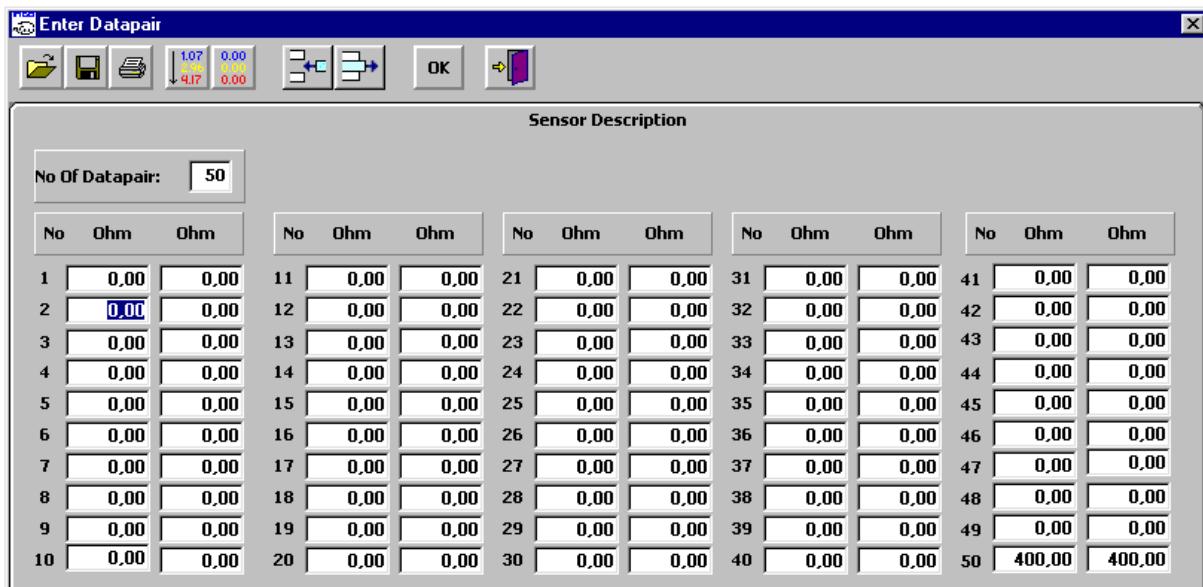 Enter Datapair
1.07 0.00
2.96 0.00
4.17 0.00
OK
Sensor Description
No Of Datapair: 50
No Ohm Ohm No Ohm Ohm No Ohm Ohm No Ohm Ohm No Ohm Ohm
1 0,00 0,00 11 0,00 0,00 21 0,00 0,00 31 0,00 0,00 41 0,00 0,00
2 0,00 0,00 12 0,00 0,00 22 0,00 0,00 32 0,00 0,00 42 0,00 0,00
3 0,00 0,00 13 0,00 0,00 23 0,00 0,00 33 0,00 0,00 43 0,00 0,00
4 0,00 0,00 14 0,00 0,00 24 0,00 0,00 34 0,00 0,00 44 0,00 0,00
5 0,00 0,00 15 0,00 0,00 25 0,00 0,00 35 0,00 0,00 45 0,00 0,00
6 0,00 0,00 16 0,00 0,00 26 0,00 0,00 36 0,00 0,00 46 0,00 0,00
7 0,00 0,00 17 0,00 0,00 27 0,00 0,00 37 0,00 0,00 47 0,00 0,00
8 0,00 0,00 18 0,00 0,00 28 0,00 0,00 38 0,00 0,00 48 0,00 0,00
9 0,00 0,00 19 0,00 0,00 29 0,00 0,00 39 0,00 0,00 49 0,00 0,00
10 0,00 0,00 20 0,00 0,00 30 0,00 0,00 40 0,00 0,00 50 400,00 400,00